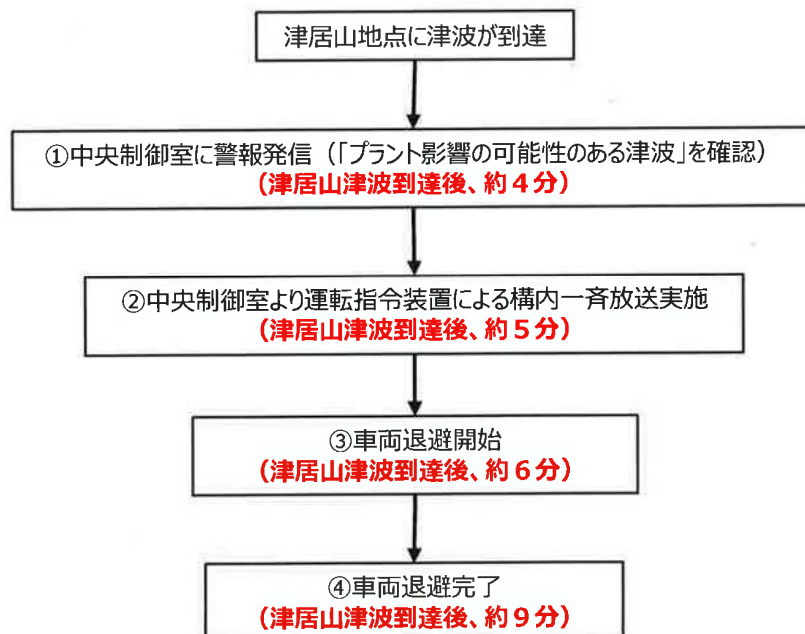 津居山地点に津波が到達
①中央制御室に警報発信（「プラント影響の可能性のある津波」を確認）
（津居山津波到達後、約４分）
②中央制御室より運転指令装置による構内一斉放送実施
（津居山津波到達後、約５分）
③車両退避開始
（津居山津波到達後、約６分）
④車両退避完了
（津居山津波到達後、約９分）